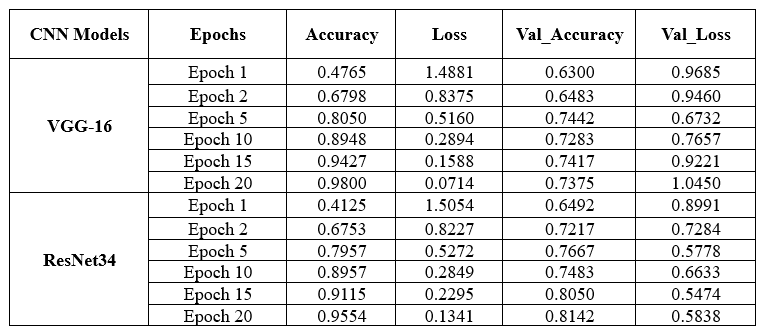 CNN Models Epochs Accuracy Loss Val_Accuracy Val_Loss
VGG-16
Epoch 1 0.4765 1.4881 0.6300 0.9685
Epoch 2 0.6798 0.8375 0.6483 0.9460
Epoch 5 0.8050 0.5160 0.7442 0.6732
Epoch 10 0.8948 0.2894 0.7283 0.7657
Epoch 15 0.9427 0.1588 0.7417 0.9221
Epoch 20 0.9800 0.0714 0.7375 1.0450
ResNet34
Epoch 1 0.4125 1.5054 0.6492 0.8991
Epoch 2 0.6753 0.8227 0.7217 0.7284
Epoch 5 0.7957 0.5272 0.7667 0.5778
Epoch 10 0.8957 0.2849 0.7483 0.6633
Epoch 15 0.9115 0.2295 0.8050 0.5474
Epoch 20 0.9554 0.1341 0.8142 0.5838